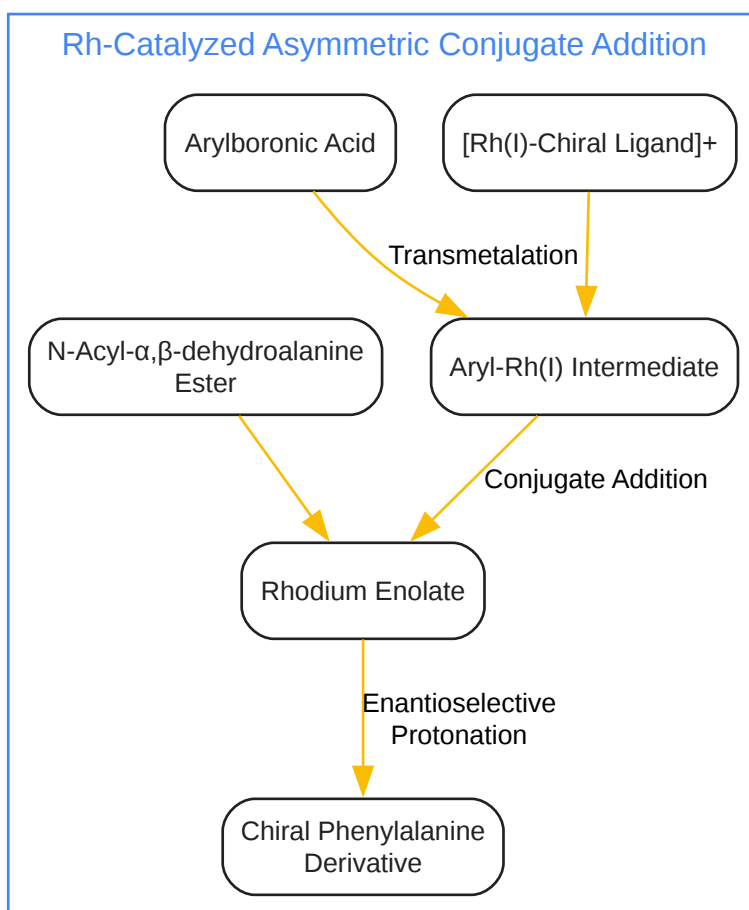 Rh-Catalyzed Asymmetric Conjugate Addition
Arylboronic Acid
[Rh(I)-Chiral Ligand]+
Transmetalation
N-Acyl-α,β-dehydroalanine
Ester
Aryl-Rh(I) Intermediate
Conjugate Addition
Rhodium Enolate
Enantioselective
Protonation
Chiral Phenylalanine
Derivative